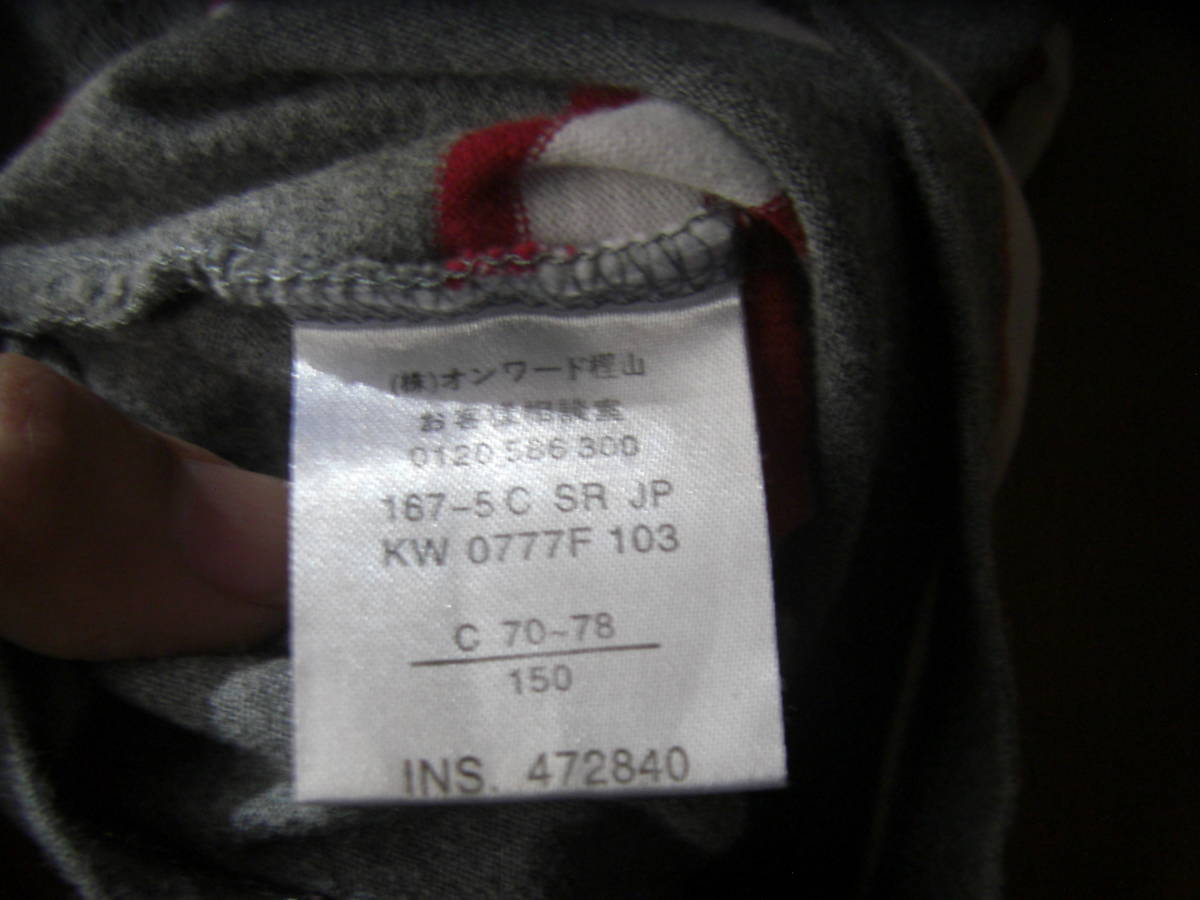 (株)オンワード樫山
お客様相談室
0120 586 300
167-5C SR JP
KW 0777F 103
C 70~78
150
INS. 472840